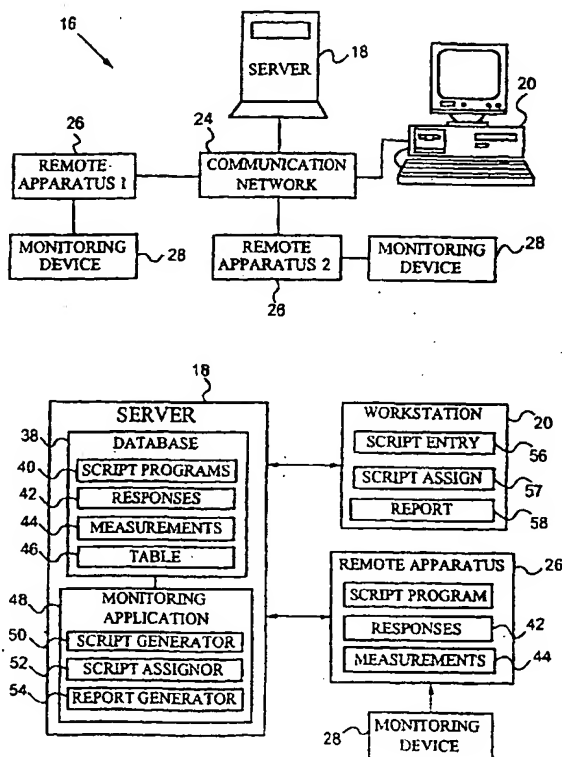 16
SERVER
18
20
24
26
REMOTE
APPARATUS 1
COMMUNICATION
NETWORK
MONITORING
DEVICE
28
REMOTE
APPARATUS 2
26
MONITORING
DEVICE
28
18
SERVER
38
DATABASE
40
SCRIPT PROGRAMS
42
RESPONSES
44
MEASUREMENTS
46
TABLE
48
MONITORING
APPLICATION
50
SCRIPT GENERATOR
52
SCRIPT ASSIGNOR
54
REPORT GENERATOR
WORKSTATION
20
SCRIPT ENTRY
56
SCRIPT ASSIGN
57
REPORT
58
REMOTE APPARATUS
26
SCRIPT PROGRAM
RESPONSES
42
MEASUREMENTS
44
28
MONITORING
DEVICE